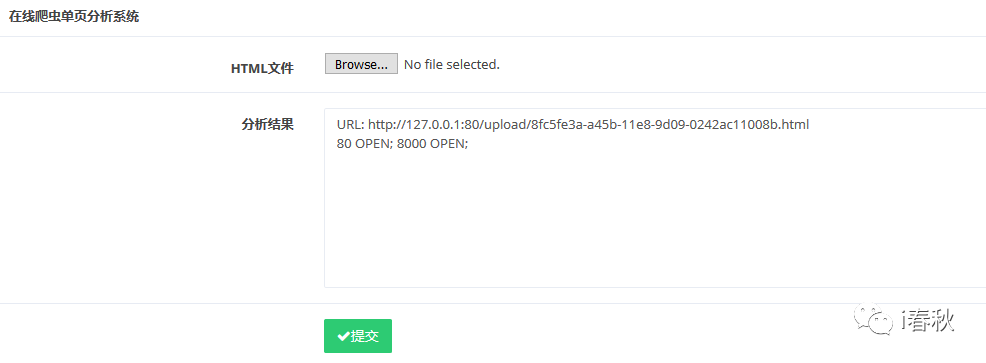 在线爬虫单页分析系统
HTML文件 Browse... No file selected.
分析结果 URL: http://127.0.0.1:80/upload/8fc5fe3a-a45b-11e8-9d09-0242ac11008b.html
80 OPEN; 8000 OPEN;
提交
i春秋